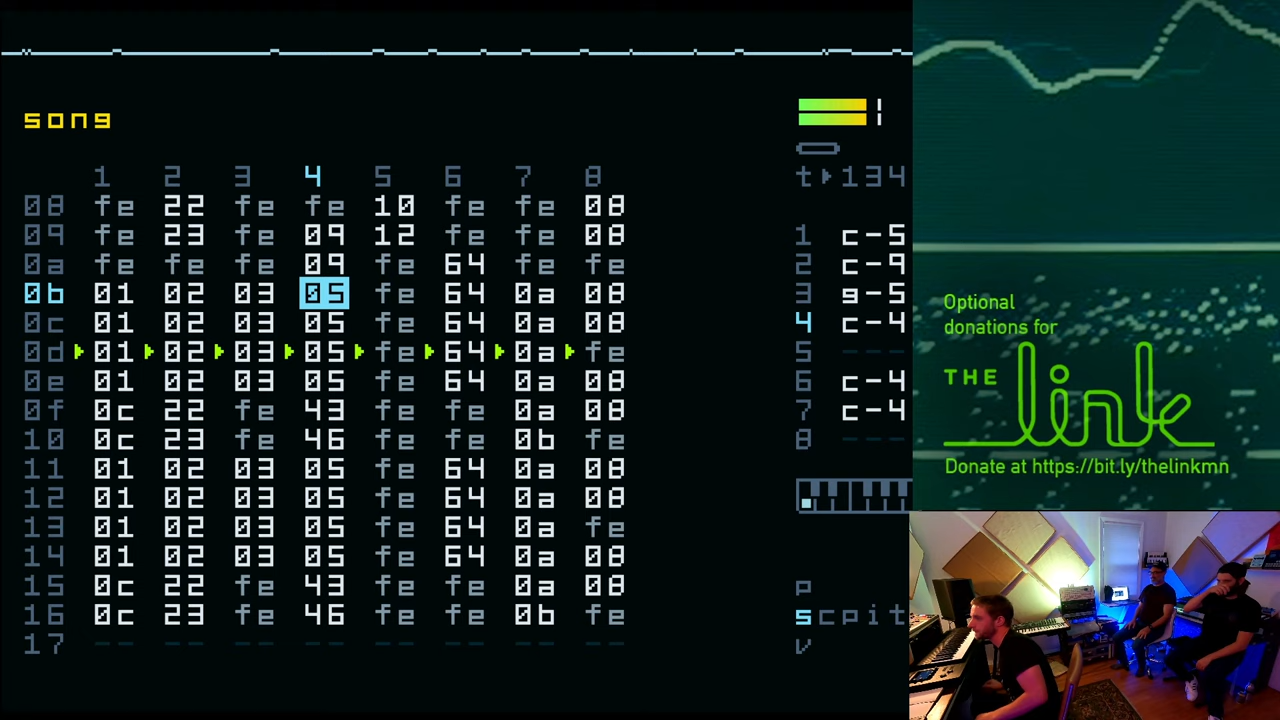 song
1 2 3 4 5 6 7 8
08 fe 22 fe fe 10 fe fe 08
09 fe 23 fe 09 12 fe fe 08
0a fe fe fe 09 fe 64 fe fe
0b 01 02 03 05 fe 64 0a 08
0c 01 02 03 05 fe 64 0a 08
0d 01 02 03 05 fe 64 0a fe
0e 01 02 03 05 fe 64 0a 08
0f 0c 22 fe 43 fe fe 0a 08
10 0c 23 fe 46 fe fe 0b fe
11 01 02 03 05 fe 64 0a 08
12 01 02 03 05 fe 64 0a 08
13 01 02 03 05 fe 64 0a fe
14 01 02 03 05 fe 64 0a 08
15 0c 22 fe 43 fe fe 0a 08
16 0c 23 fe 46 fe fe 0b fe
17 -- -- -- -- -- -- -- --
t▸134
1 c-5
2 c-9
3 g-5
4 c-4
5 ---
6 c-4
7 c-4
8 ---
p
scpit
v
Optional
donations for
THE link
Donate at https://bit.ly/thelinkmn